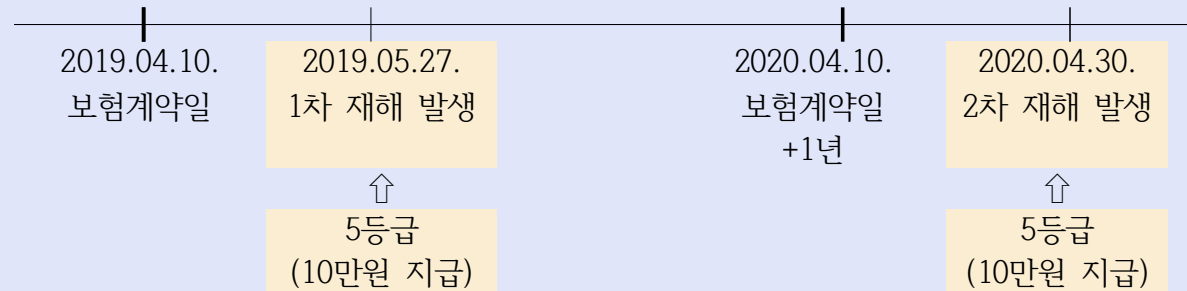 2019.04.10.
보험계약일
2019.05.27.
1차 재해 발생
2020.04.10.
보험계약일
+1년
2020.04.30.
2차 재해 발생
⇧
5등급
(10만원 지급)
⇧
5등급
(10만원 지급)